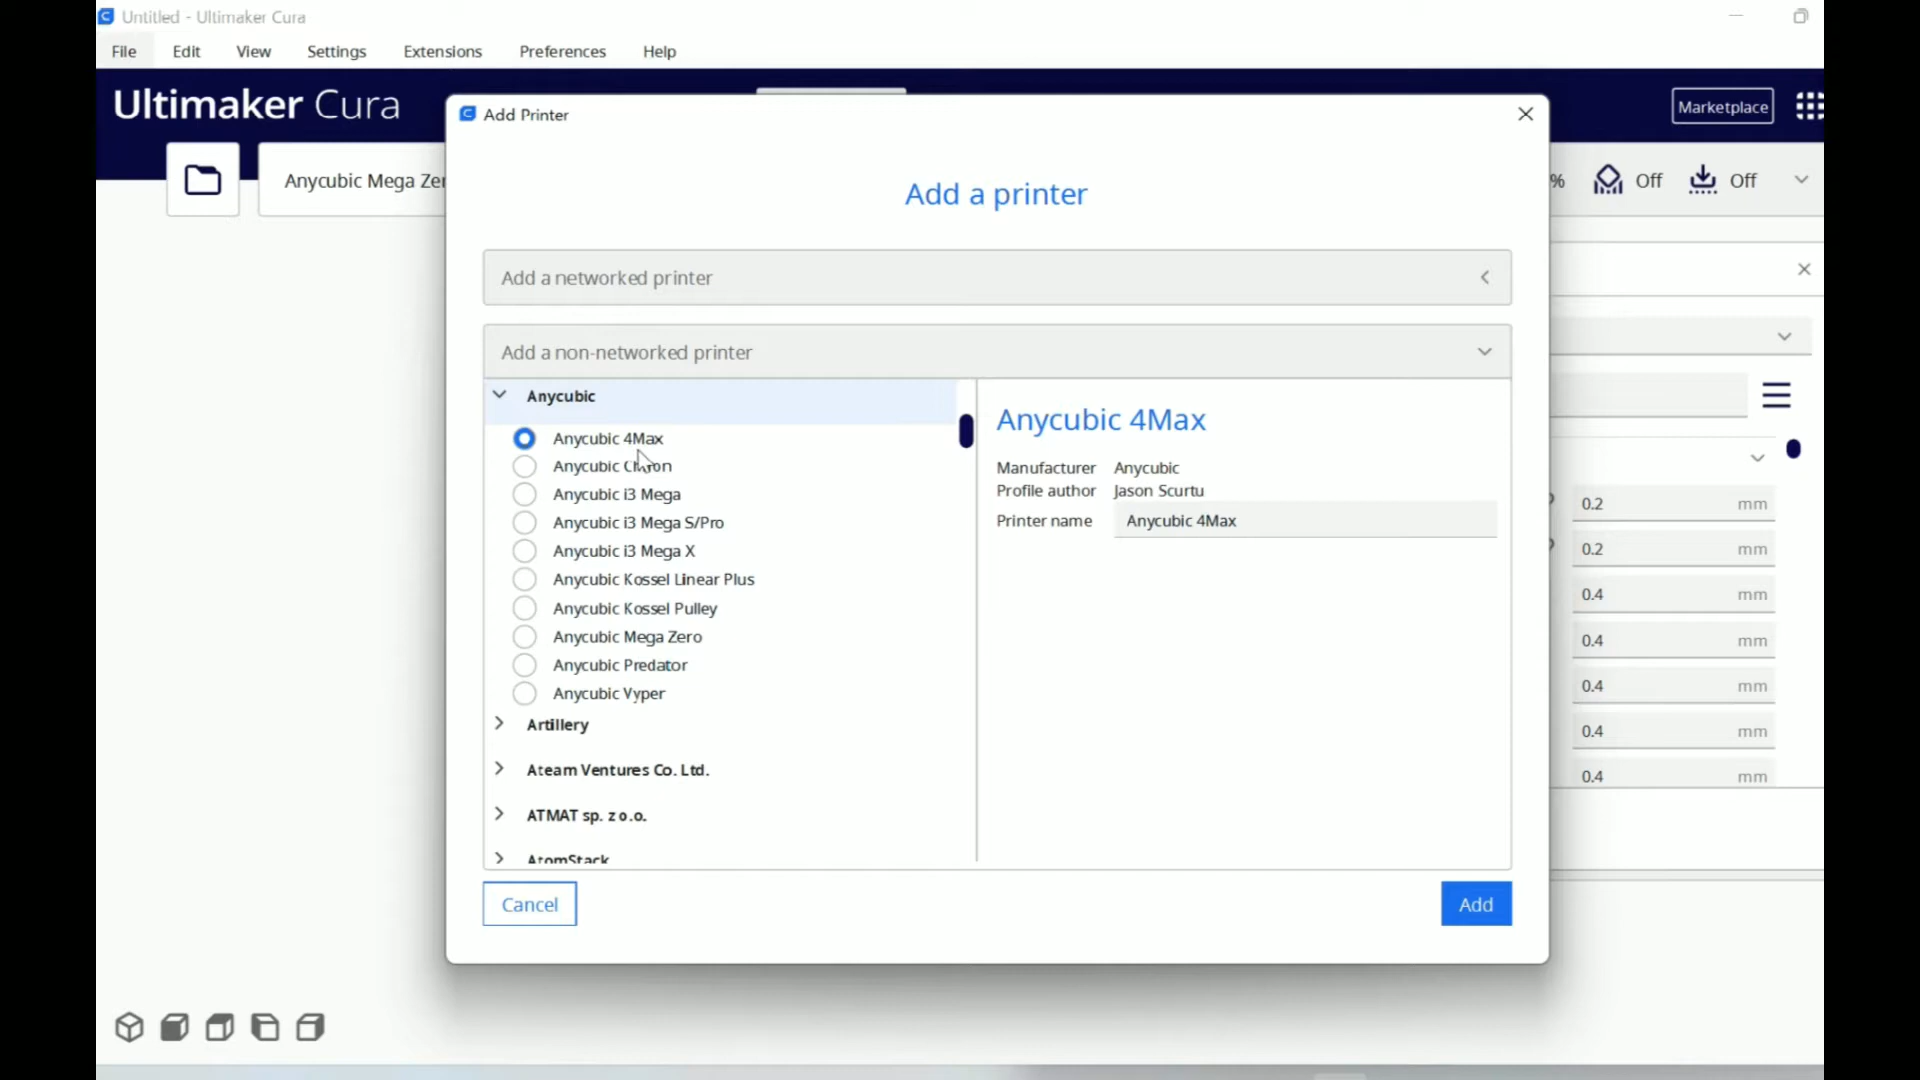 Untitled - Ultimaker Cura
File Edit View Settings Extensions Preferences Help
Ultimaker Cura
Marketplace
Add Printer
Anycubic Mega Zer
% Off Off
Add a printer
Add a networked printer
Add a non-networked printer
Anycubic
Anycubic 4Max
Anycubic Chiron
Anycubic i3 Mega
Anycubic i3 Mega S/Pro
Anycubic i3 Mega X
Anycubic Kossel Linear Plus
Anycubic Kossel Pulley
Anycubic Mega Zero
Anycubic Predator
Anycubic Vyper
Artillery
Ateam Ventures Co. Ltd.
ATMAT sp. z o.o.
AtomStack
Anycubic 4Max
Manufacturer Anycubic
Profile author Jason Scurtu
Printer name Anycubic 4Max
0.2 mm
0.2 mm
0.4 mm
0.4 mm
0.4 mm
0.4 mm
0.4 mm
Cancel
Add